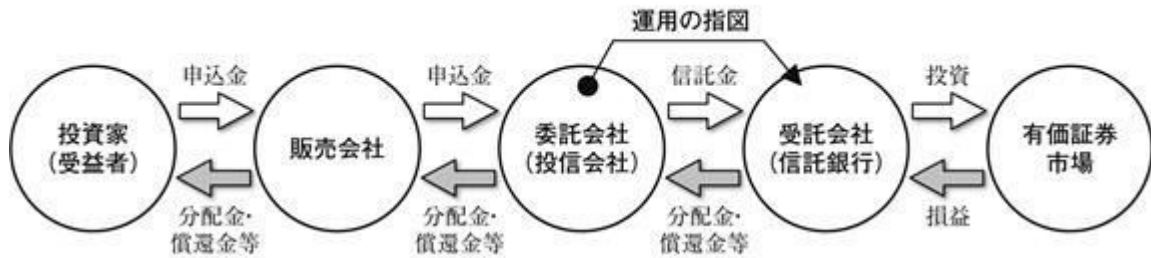 運用の指図
申込金
申込金
信託金
投資
投資家
（受益者）
販売会社
委託会社
（投信会社）
受託会社
（信託銀行）
有価証券
市場
分配金・
償還金等
分配金・
償還金等
分配金・
償還金等
損益